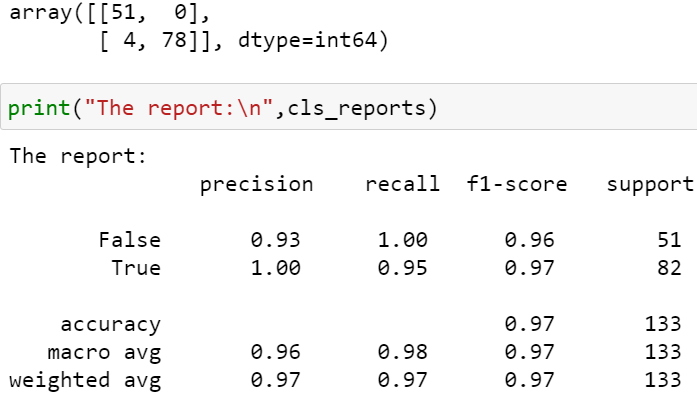 array([[51,  0],
       [ 4, 78]], dtype=int64)
print("The report:\n",cls_reports)
The report:
               precision    recall  f1-score   support

       False       0.93      1.00      0.96        51
        True       1.00      0.95      0.97        82

    accuracy                           0.97       133
   macro avg       0.96      0.98      0.97       133
weighted avg       0.97      0.97      0.97       133